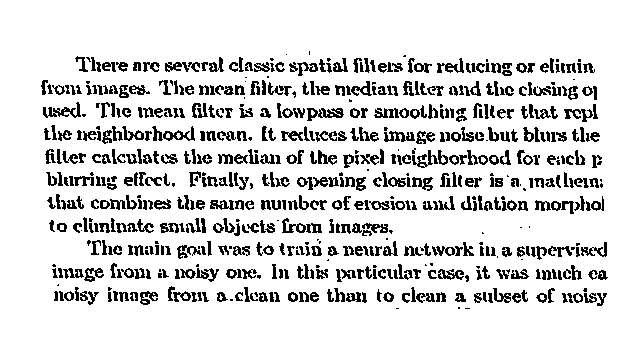 There are several classic spatial filters for reducing or elimin
from images. The mean filter, the median filter and the closing op
used. The mean filter is a lowpass or smoothing filter that repl
the neighborhood mean. It reduces the image noise but blurs the
filter calculates the median of the pixel neighborhood for each p
blurring effect. Finally, the opening closing filter is a mathem
that combines the same number of erosion and dilation morphol
to eliminate small objects from images.
The main goal was to train a neural network in a supervised
image from a noisy one. In this particular case, it was much ea
noisy image from a clean one than to clean a subset of noisy